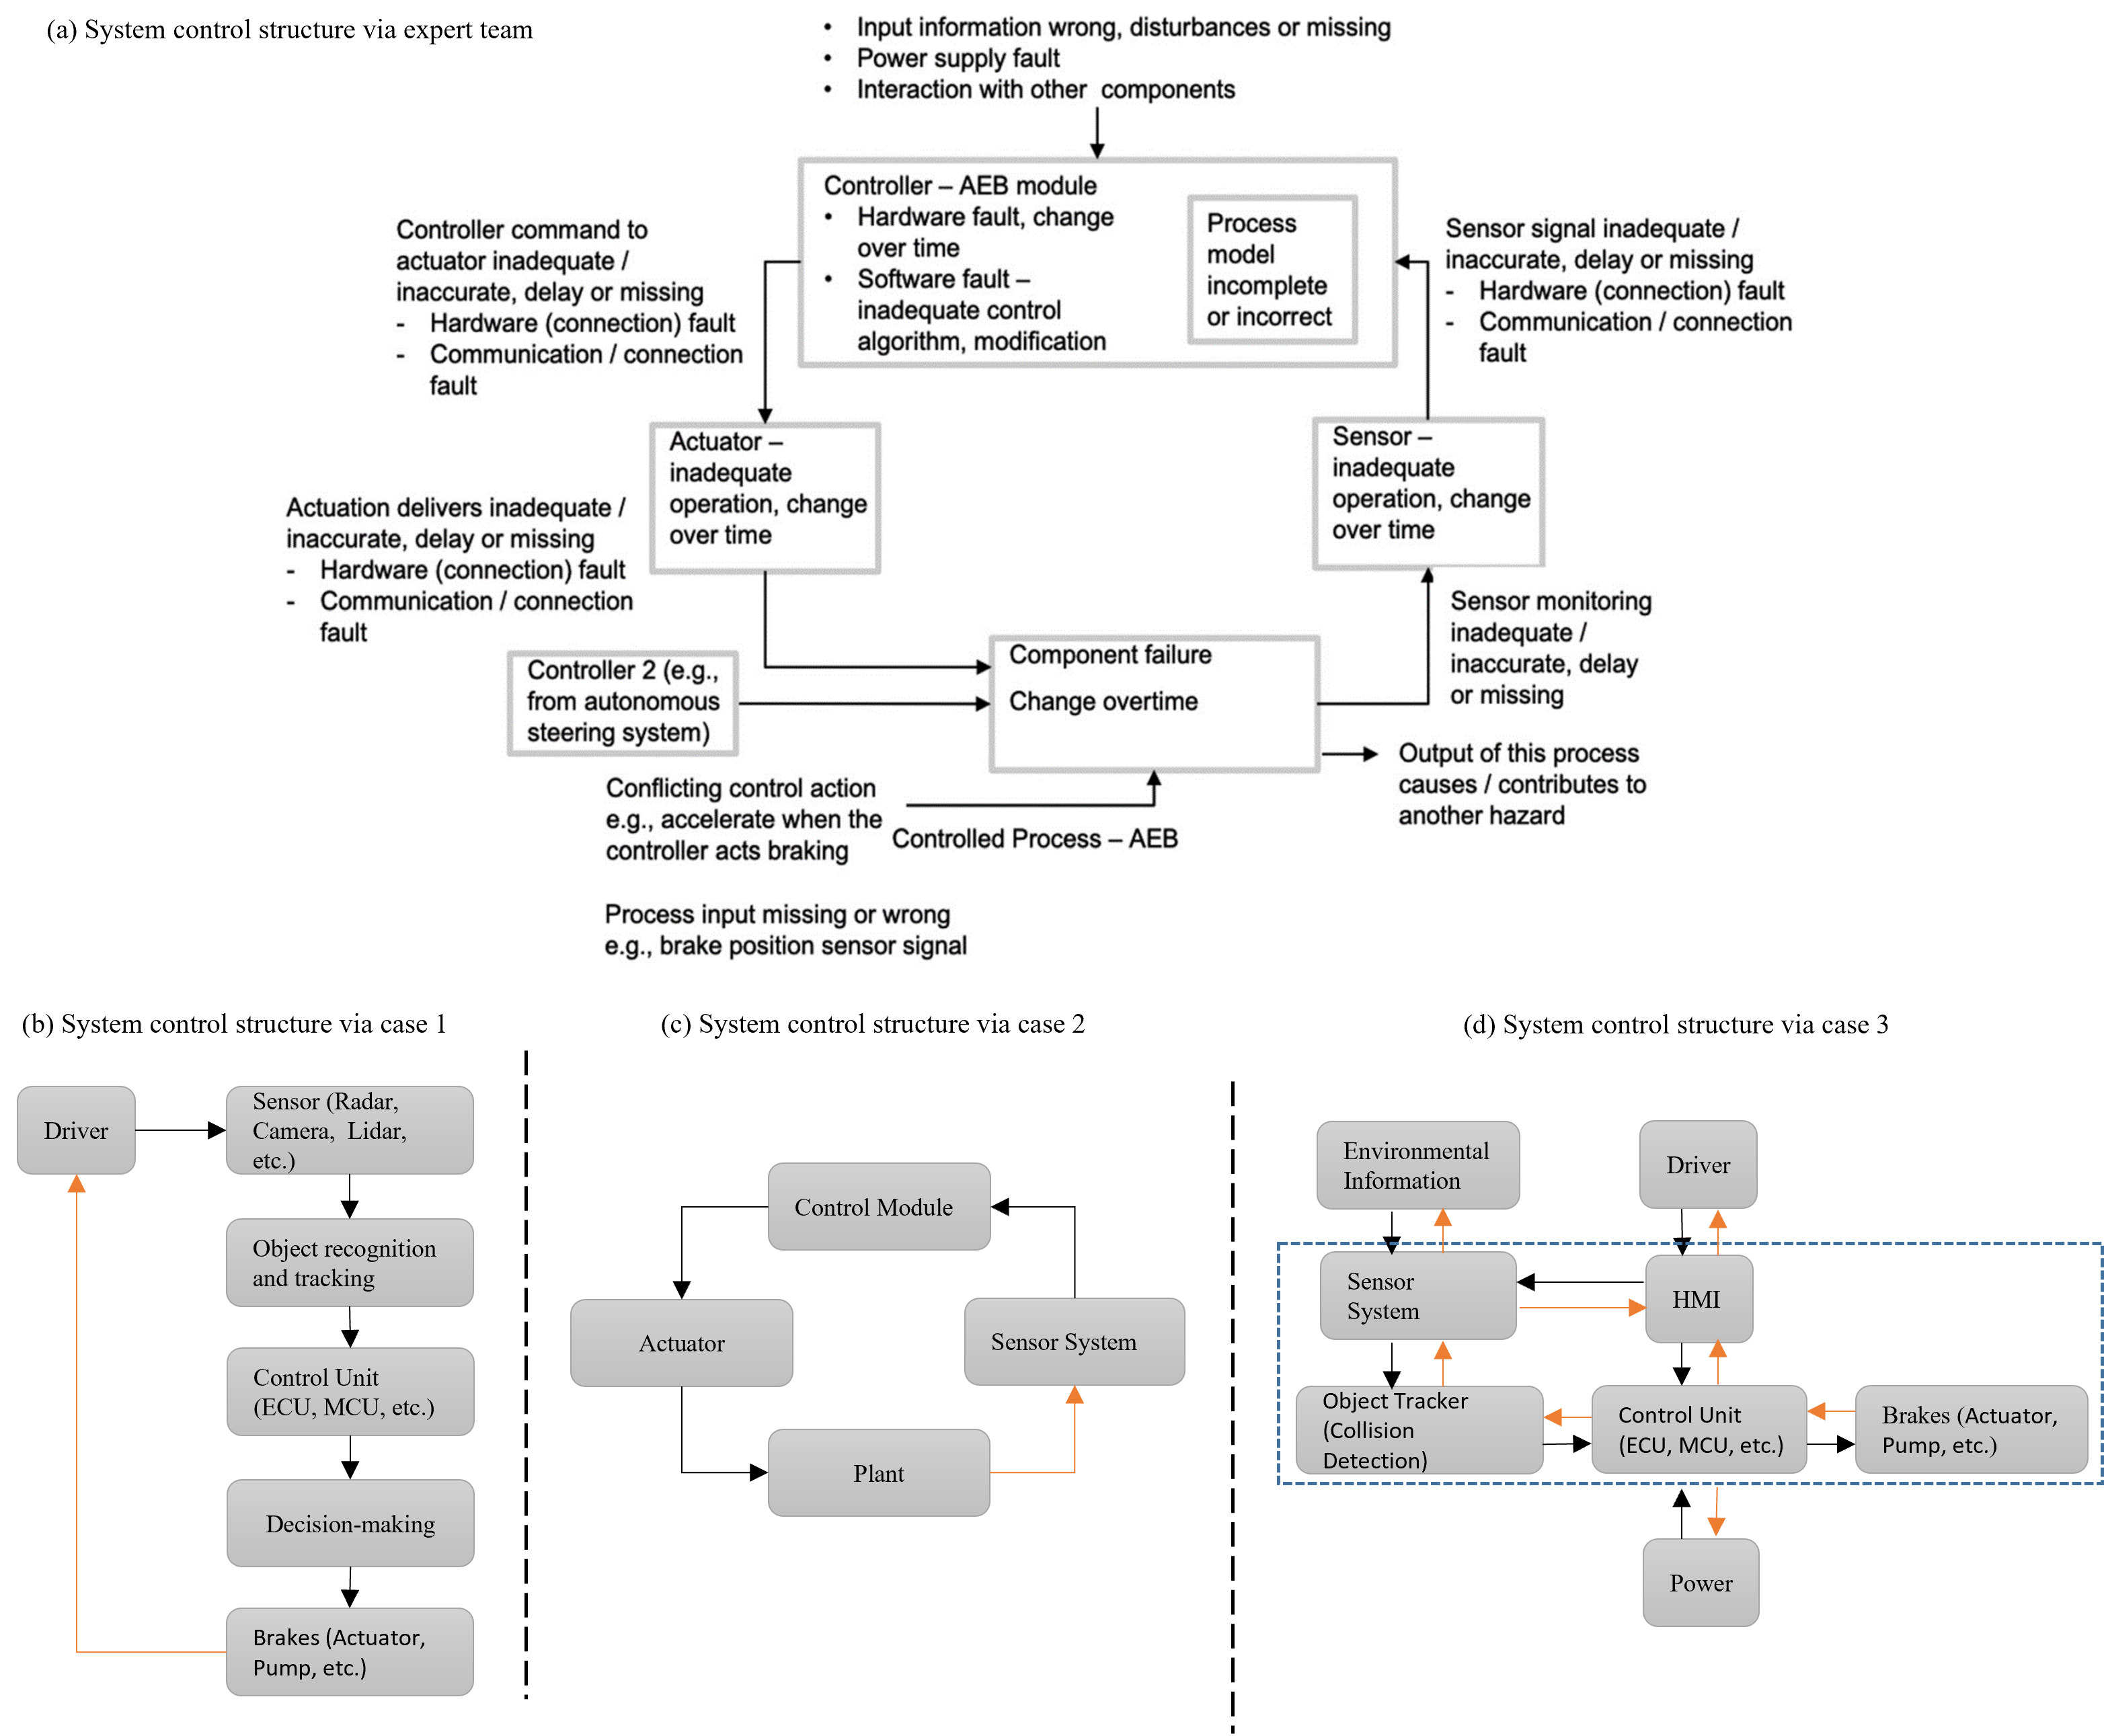 (a) System control structure via expert team
• Input information wrong, disturbances or missing
• Power supply fault
• Interaction with other components
Controller – AEB module
• Hardware fault, change
over time
• Software fault –
inadequate control
algorithm, modification
Process
model
incomplete
or incorrect
Controller command to
actuator inadequate /
inaccurate, delay or missing
- Hardware (connection) fault
- Communication / connection
fault
Sensor signal inadequate /
inaccurate, delay or missing
- Hardware (connection) fault
- Communication / connection
fault
Actuator –
inadequate
operation, change
over time
Sensor –
inadequate
operation, change
over time
Actuation delivers inadequate /
inaccurate, delay or missing
- Hardware (connection) fault
- Communication / connection
fault
Controller 2 (e.g.,
from autonomous
steering system)
Component failure
Change overtime
Sensor monitoring
inadequate /
inaccurate, delay
or missing
Output of this process
causes / contributes to
another hazard
Conflicting control action
e.g., accelerate when the
controller acts braking
Controlled Process – AEB
Process input missing or wrong
e.g., brake position sensor signal
(b) System control structure via case 1
Driver
Sensor (Radar,
Camera, Lidar,
etc.)
Object recognition
and tracking
Control Unit
(ECU, MCU, etc.)
Decision-making
Brakes (Actuator,
Pump, etc.)
(c) System control structure via case 2
Control Module
Actuator
Sensor System
Plant
(d) System control structure via case 3
Environmental
Information
Driver
Sensor
System
HMI
Object Tracker
(Collision
Detection)
Control Unit
(ECU, MCU, etc.)
Brakes (Actuator,
Pump, etc.)
Power